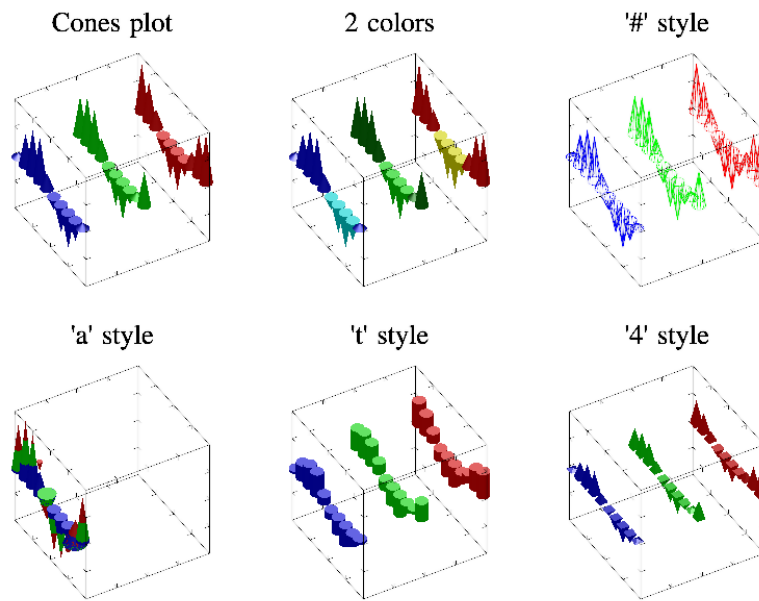 Cones plot
2 colors
'#' style
'a' style
't' style
'4' style